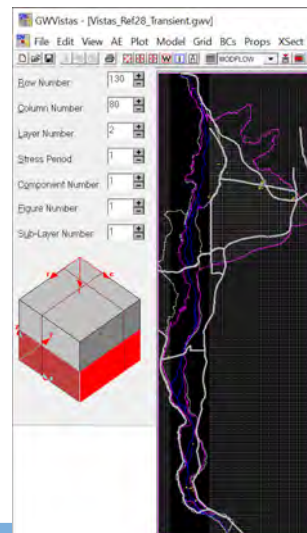 GWVistas - [Vistas_Ref28_Transient.gwv]
File Edit View AE Plot Model Grid BCs Props XSect
MODFLOW
Row Number 130
Column Number 80
Layer Number 2
Stress Period 1
Component Number 1
Figure Number 1
Sub-Layer Number 1